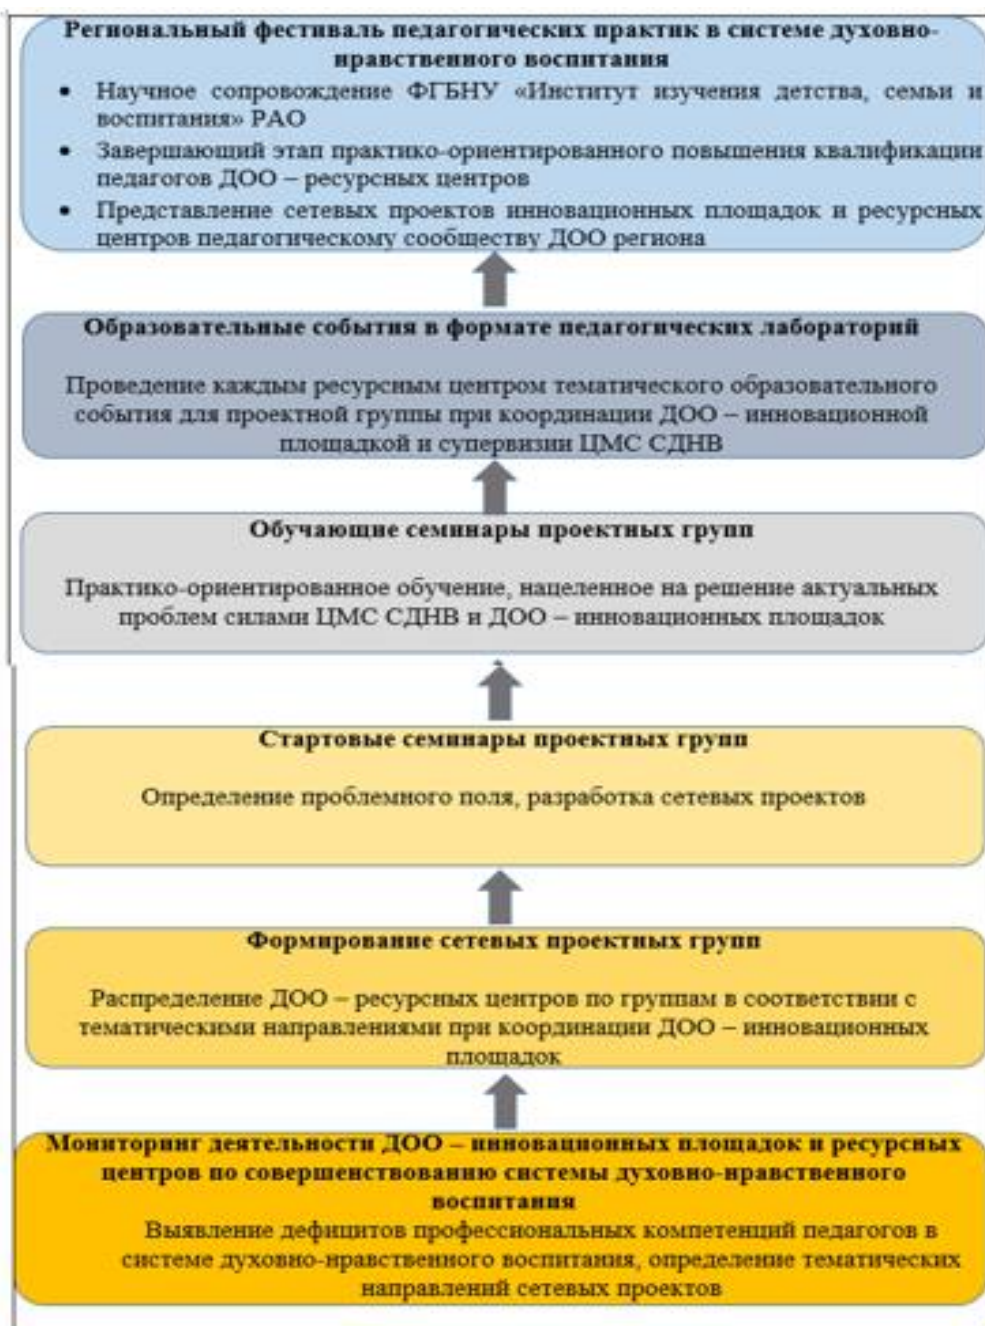 Региональный фестиваль педагогических практик в системе духовно-
нравственного воспитания
• Научное сопровождение ФГБНУ «Институт изучения детства, семьи и
воспитания» РАО
• Завершающий этап практико-ориентированного повышения квалификации
педагогов ДОО – ресурсных центров
• Представление сетевых проектов инновационных площадок и ресурсных
центров педагогическому сообществу ДОО региона
Образовательные события в формате педагогических лабораторий
Проведение каждым ресурсным центром тематического образовательного
события для проектной группы при координации ДОО – инновационной
площадкой и супервизии ЦМС СДНВ
Обучающие семинары проектных групп
Практико-ориентированное обучение, нацеленное на решение актуальных
проблем силами ЦМС СДНВ и ДОО – инновационных площадок
Стартовые семинары проектных групп
Определение проблемного поля, разработка сетевых проектов
Формирование сетевых проектных групп
Распределение ДОО – ресурсных центров по группам в соответствии с
тематическими направлениями при координации ДОО – инновационных
площадок
Мониторинг деятельности ДОО – инновационных площадок и ресурсных
центров по совершенствованию системы духовно-нравственного
воспитания
Выявление дефицитов профессиональных компетенций педагогов в
системе духовно-нравственного воспитания, определение тематических
направлений сетевых проектов